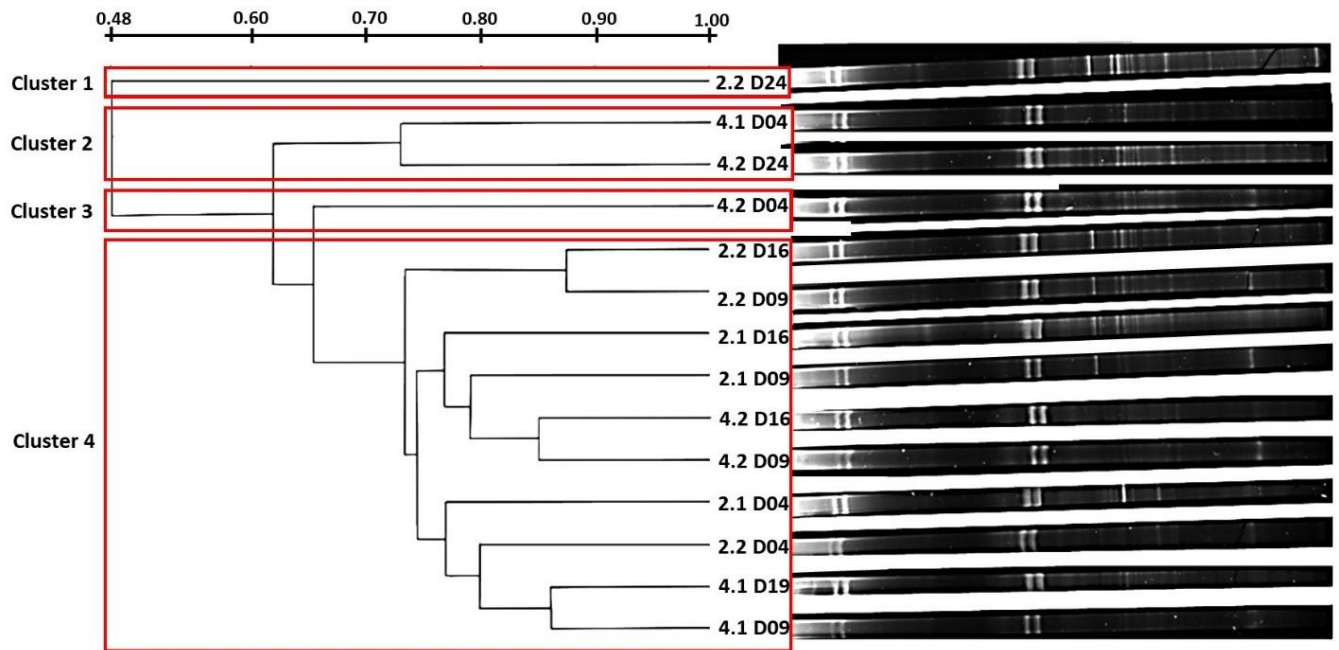 0.48 0.60 0.70 0.80 0.90 1.00
Cluster 1
2.2 D24
Cluster 2
4.1 D04
4.2 D24
Cluster 3
4.2 D04
2.2 D16
2.2 D09
2.1 D16
2.1 D09
4.2 D16
Cluster 4
4.2 D09
2.1 D04
2.2 D04
4.1 D19
4.1 D09